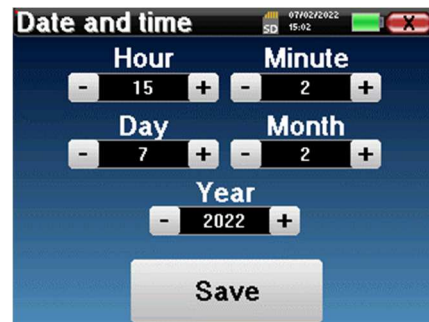 Date and time
SD
07/02/2022
15:02
X
Hour Minute
- 15 + - 2 +
Day Month
- 7 + - 2 +
Year
- 2022 +
Save